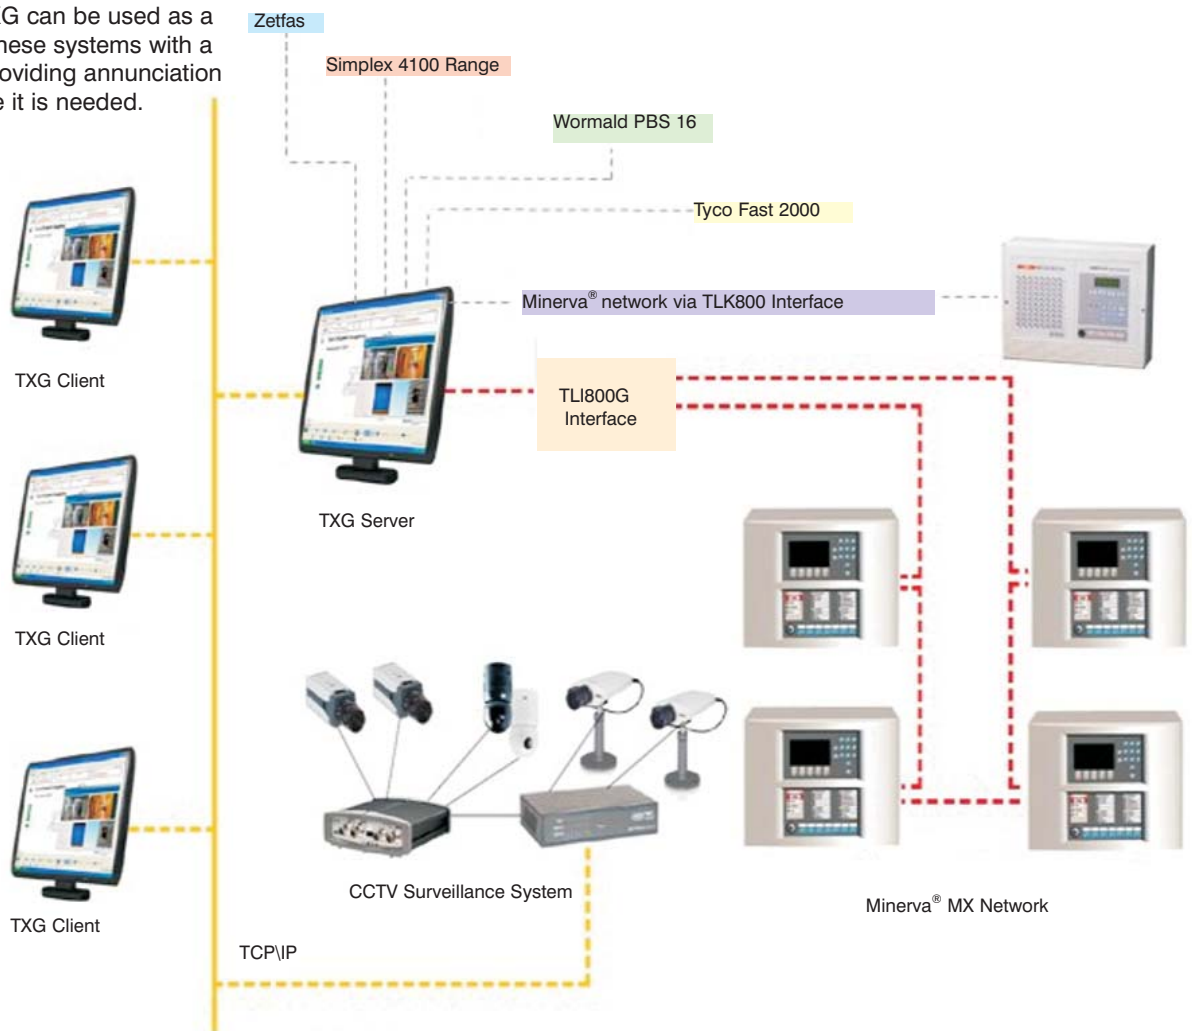 XG can be used as a
hese systems with a
oviding annunciation
e it is needed.
Zetfas
Simplex 4100 Range
Wormald PBS 16
Tyco Fast 2000
Minerva® network via TLK800 Interface
TLI800G
Interface
TXG Client
TXG Server
TXG Client
TXG Client
CCTV Surveillance System
Minerva® MX Network
TCP\IP